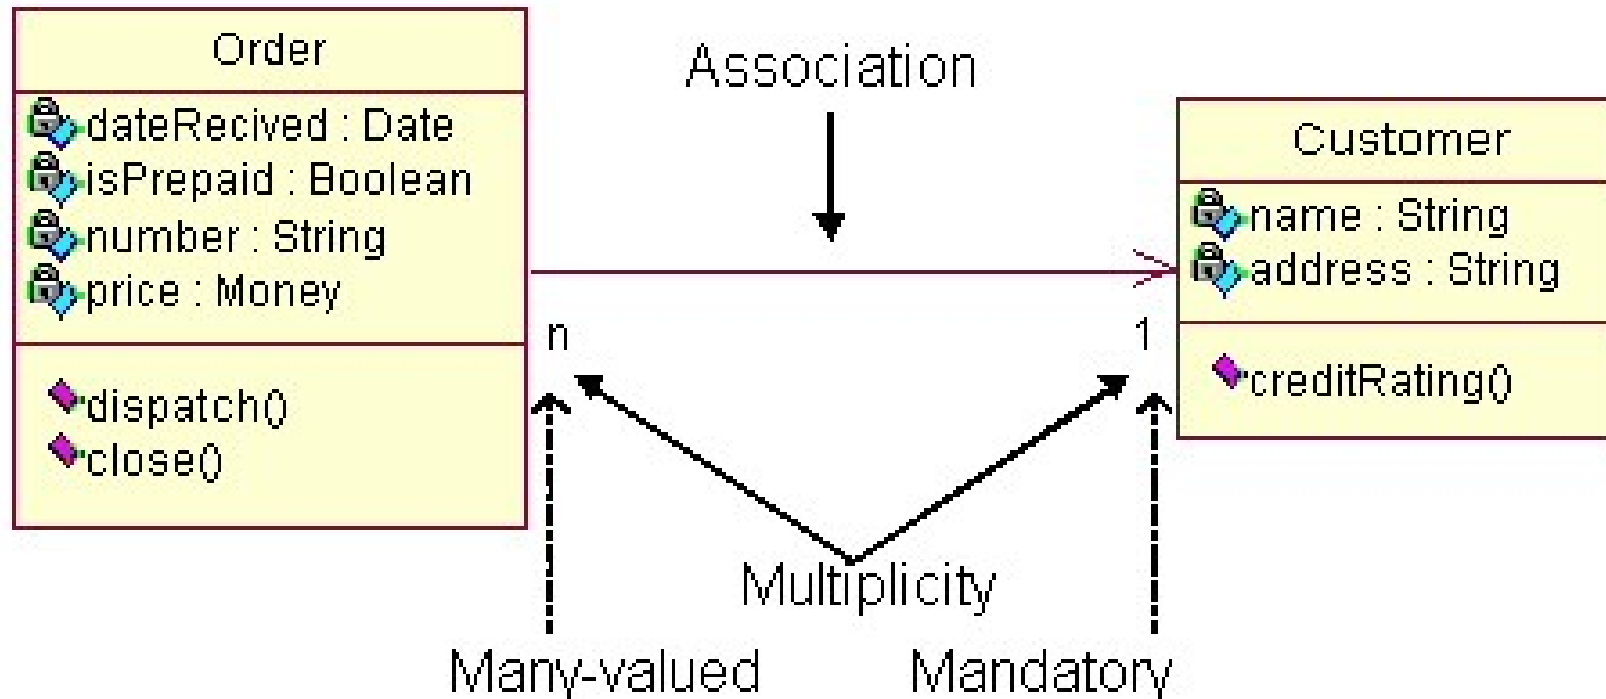 Order
dateRecived : Date
isPrepaid : Boolean
number : String
price : Money
dispatch()
close()
Association
n
1
Customer
name : String
address : String
creditRating()
Multiplicity
Many-valued
Mandatory